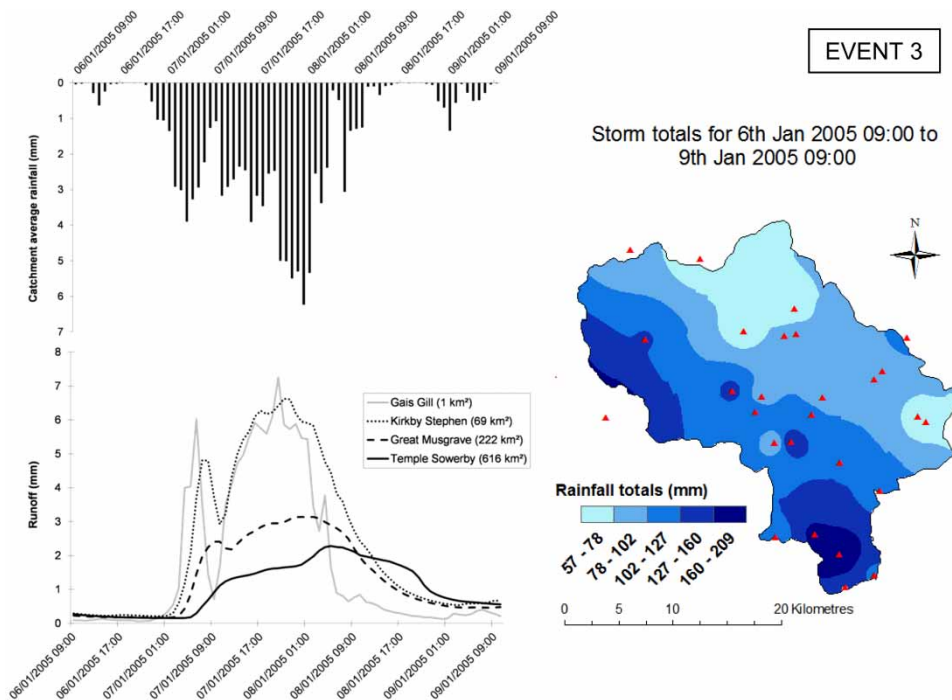 06/01/2005 09:00
06/01/2005 17:00
07/01/2005 01:00
07/01/2005 09:00
07/01/2005 17:00
08/01/2005 01:00
08/01/2005 09:00
08/01/2005 17:00
09/01/2005 01:00
09/01/2005 09:00
Catchment average rainfall (mm)
0
1
2
3
4
5
6
7
Runoff (mm)
8
7
6
5
4
3
2
1
0
Gais Gill (1 km²)
Kirkby Stephen (69 km²)
Great Musgrave (222 km²)
Temple Sowerby (616 km²)
06/01/2005 09:00
06/01/2005 17:00
07/01/2005 01:00
07/01/2005 09:00
07/01/2005 17:00
08/01/2005 01:00
08/01/2005 09:00
08/01/2005 17:00
09/01/2005 01:00
09/01/2005 09:00
EVENT 3
Storm totals for 6th Jan 2005 09:00 to
9th Jan 2005 09:00
N
Rainfall totals (mm)
57 - 78
78 - 102
102 - 127
127 - 160
160 - 209
0 5 10 20 Kilometres